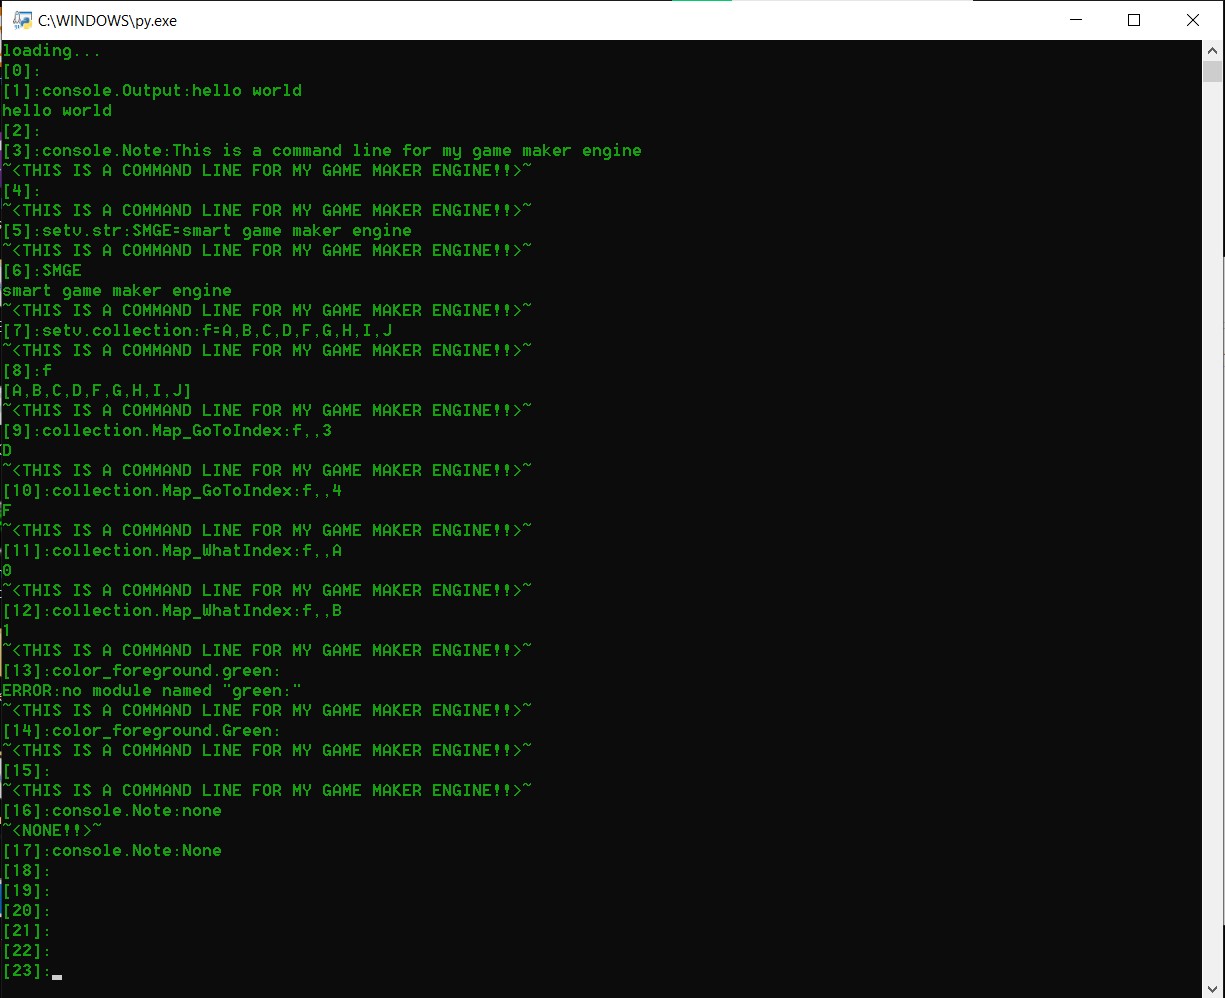 C:\WINDOWS\py.exe
loading...
[0]:
[1]:console.Output:hello world
hello world
[2]:
[3]:console.Note:This is a command line for my game maker engine
~<THIS IS A COMMAND LINE FOR MY GAME MAKER ENGINE!!>~
[4]:
~<THIS IS A COMMAND LINE FOR MY GAME MAKER ENGINE!!>~
[5]:setv.str:SMGE=smart game maker engine
~<THIS IS A COMMAND LINE FOR MY GAME MAKER ENGINE!!>~
[6]:SMGE
smart game maker engine
~<THIS IS A COMMAND LINE FOR MY GAME MAKER ENGINE!!>~
[7]:setv.collection:f=A,B,C,D,F,G,H,I,J
~<THIS IS A COMMAND LINE FOR MY GAME MAKER ENGINE!!>~
[8]:f
[A,B,C,D,F,G,H,I,J]
~<THIS IS A COMMAND LINE FOR MY GAME MAKER ENGINE!!>~
[9]:collection.Map_GoToIndex:f,,3
D
~<THIS IS A COMMAND LINE FOR MY GAME MAKER ENGINE!!>~
[10]:collection.Map_GoToIndex:f,,4
F
~<THIS IS A COMMAND LINE FOR MY GAME MAKER ENGINE!!>~
[11]:collection.Map_WhatIndex:f,,A
0
~<THIS IS A COMMAND LINE FOR MY GAME MAKER ENGINE!!>~
[12]:collection.Map_WhatIndex:f,,B
1
~<THIS IS A COMMAND LINE FOR MY GAME MAKER ENGINE!!>~
[13]:color_foreground.green:
ERROR:no module named "green:"
~<THIS IS A COMMAND LINE FOR MY GAME MAKER ENGINE!!>~
[14]:color_foreground.Green:
~<THIS IS A COMMAND LINE FOR MY GAME MAKER ENGINE!!>~
[15]:
~<THIS IS A COMMAND LINE FOR MY GAME MAKER ENGINE!!>~
[16]:console.Note:none
~<NONE!!>~
[17]:console.Note:None
[18]:
[19]:
[20]:
[21]:
[22]:
[23]: